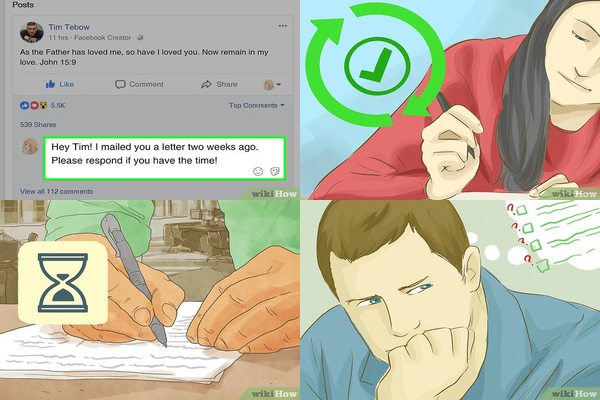 Posts
Tim Tebow
11 hrs · Facebook Creator ·
As the Father has loved me, so have I loved you. Now remain in my
love. John 15:9
Like Comment Share
5.5K Top Comments
539 Shares
Hey Tim! I mailed you a letter two weeks ago.
Please respond if you have the time!
View all 112 comments
wikiHow
wikiHow
wikiHow
? 
?
?
?
wikiHow